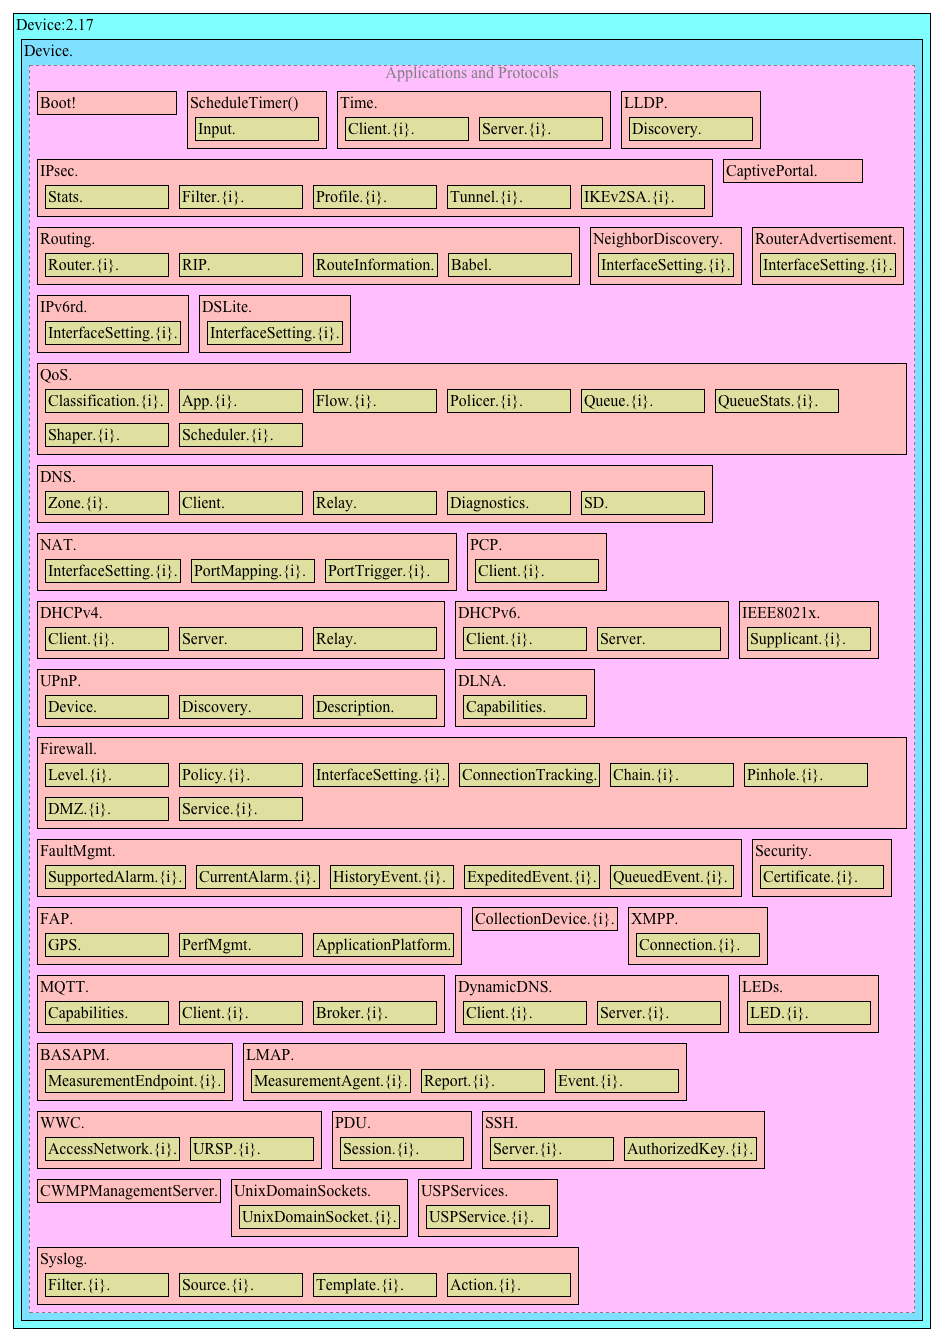 Device:2.17
Device.
Applications and Protocols
Boot! ScheduleTimer() Time. LLDP.
Input. Client.{i}. Server.{i}. Discovery.
IPsec. CaptivePortal.
Stats. Filter.{i}. Profile.{i}. Tunnel.{i}. IKEv2SA.{i}.
Routing. NeighborDiscovery. RouterAdvertisement.
Router.{i}. RIP. RouteInformation. Babel. InterfaceSetting.{i}. InterfaceSetting.{i}.
IPv6rd. DSLite.
InterfaceSetting.{i}. InterfaceSetting.{i}.
QoS.
Classification.{i}. App.{i}. Flow.{i}. Policer.{i}. Queue.{i}. QueueStats.{i}.
Shaper.{i}. Scheduler.{i}.
DNS.
Zone.{i}. Client. Relay. Diagnostics. SD.
NAT. PCP.
InterfaceSetting.{i}. PortMapping.{i}. PortTrigger.{i}. Client.{i}.
DHCPv4. DHCPv6. IEEE8021x.
Client.{i}. Server. Relay. Client.{i}. Server. Supplicant.{i}.
UPnP. DLNA.
Device. Discovery. Description. Capabilities.
Firewall.
Level.{i}. Policy.{i}. InterfaceSetting.{i}. ConnectionTracking. Chain.{i}. Pinhole.{i}.
DMZ.{i}. Service.{i}.
FaultMgmt. Security.
SupportedAlarm.{i}. CurrentAlarm.{i}. HistoryEvent.{i}. ExpeditedEvent.{i}. QueuedEvent.{i}. Certificate.{i}.
FAP. CollectionDevice.{i}. XMPP.
GPS. PerfMgmt. ApplicationPlatform. Connection.{i}.
MQTT. DynamicDNS. LEDs.
Capabilities. Client.{i}. Broker.{i}. Client.{i}. Server.{i}. LED.{i}.
BASAPM. LMAP.
MeasurementEndpoint.{i}. MeasurementAgent.{i}. Report.{i}. Event.{i}.
WWC. PDU. SSH.
AccessNetwork.{i}. URSP.{i}. Session.{i}. Server.{i}. AuthorizedKey.{i}.
CWMPManagementServer. UnixDomainSockets. USPServices.
UnixDomainSocket.{i}. USPService.{i}.
Syslog.
Filter.{i}. Source.{i}. Template.{i}. Action.{i}.